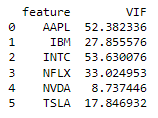 feature VIF
0 AAPL 52.382336
1 IBM 27.855576
2 INTC 53.630076
3 NFLX 33.024953
4 NVDA 8.737446
5 TSLA 17.846932